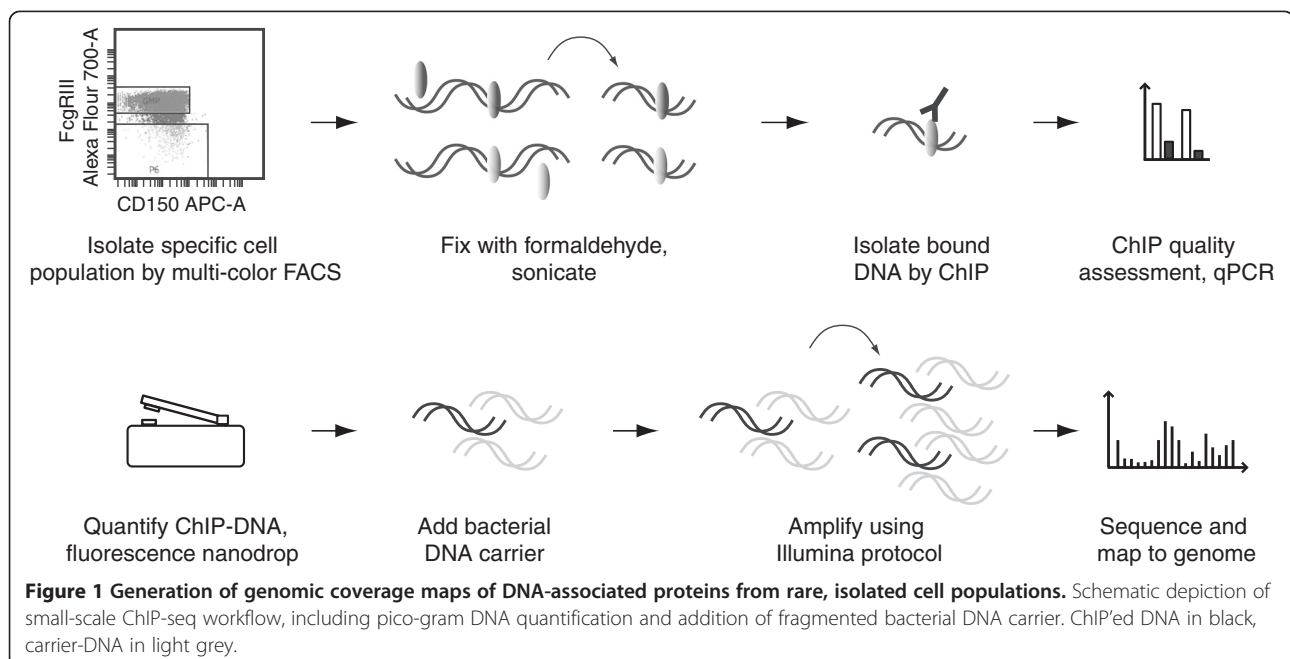 FcgRIII
Alexa Flour 700-A
GMP
P6
CD150 APC-A
Isolate specific cell
population by multi-color FACS
Fix with formaldehyde,
sonicate
Isolate bound
DNA by ChIP
ChIP quality
assessment, qPCR
Quantify ChIP-DNA,
fluorescence nanodrop
Add bacterial
DNA carrier
Amplify using
Illumina protocol
Sequence and
map to genome
Figure 1 Generation of genomic coverage maps of DNA-associated proteins from rare, isolated cell populations. Schematic depiction of
small-scale ChIP-seq workflow, including pico-gram DNA quantification and addition of fragmented bacterial DNA carrier. ChIP'ed DNA in black,
carrier-DNA in light grey.